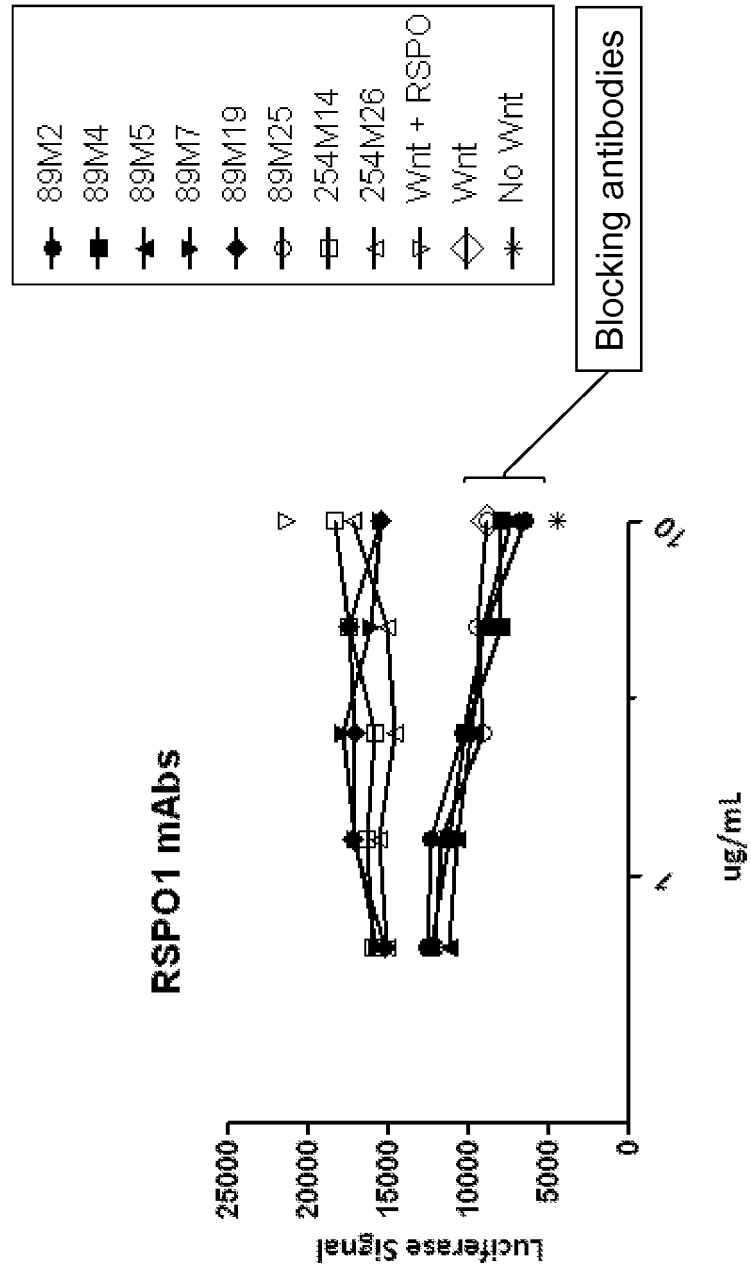 RSPO1 mAbs
Luciferase Signal
25000
20000
15000
10000
5000
0
1
10
ug/mL
89M2
89M4
89M5
89M7
89M19
89M25
254M14
254M26
Wnt + RSPO
Wnt
No Wnt
Blocking antibodies